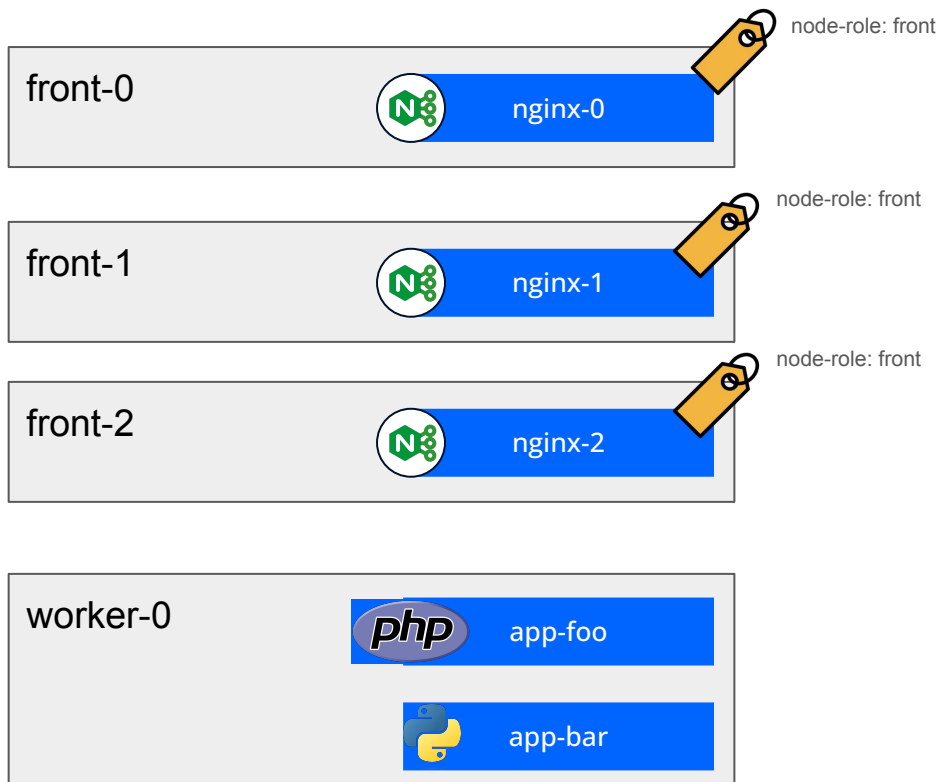 node-role: front
front-0
N
nginx-0
node-role: front
front-1
N
nginx-1
node-role: front
front-2
N
nginx-2
worker-0
php
app-foo
app-bar